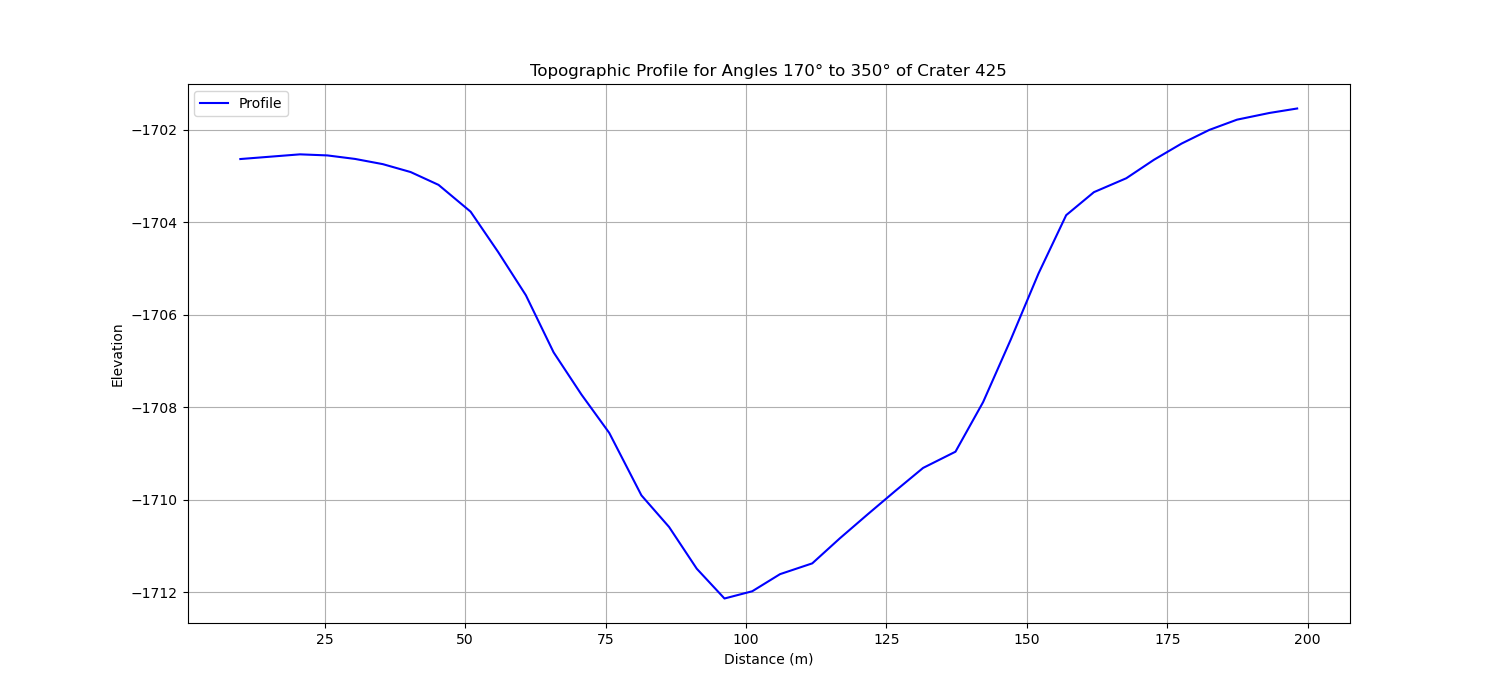 Topographic Profile for Angles 170° to 350° of Crater 425
Profile
−1702
−1704
−1706
−1708
−1710
−1712
Elevation
25 50 75 100 125 150 175 200
Distance (m)